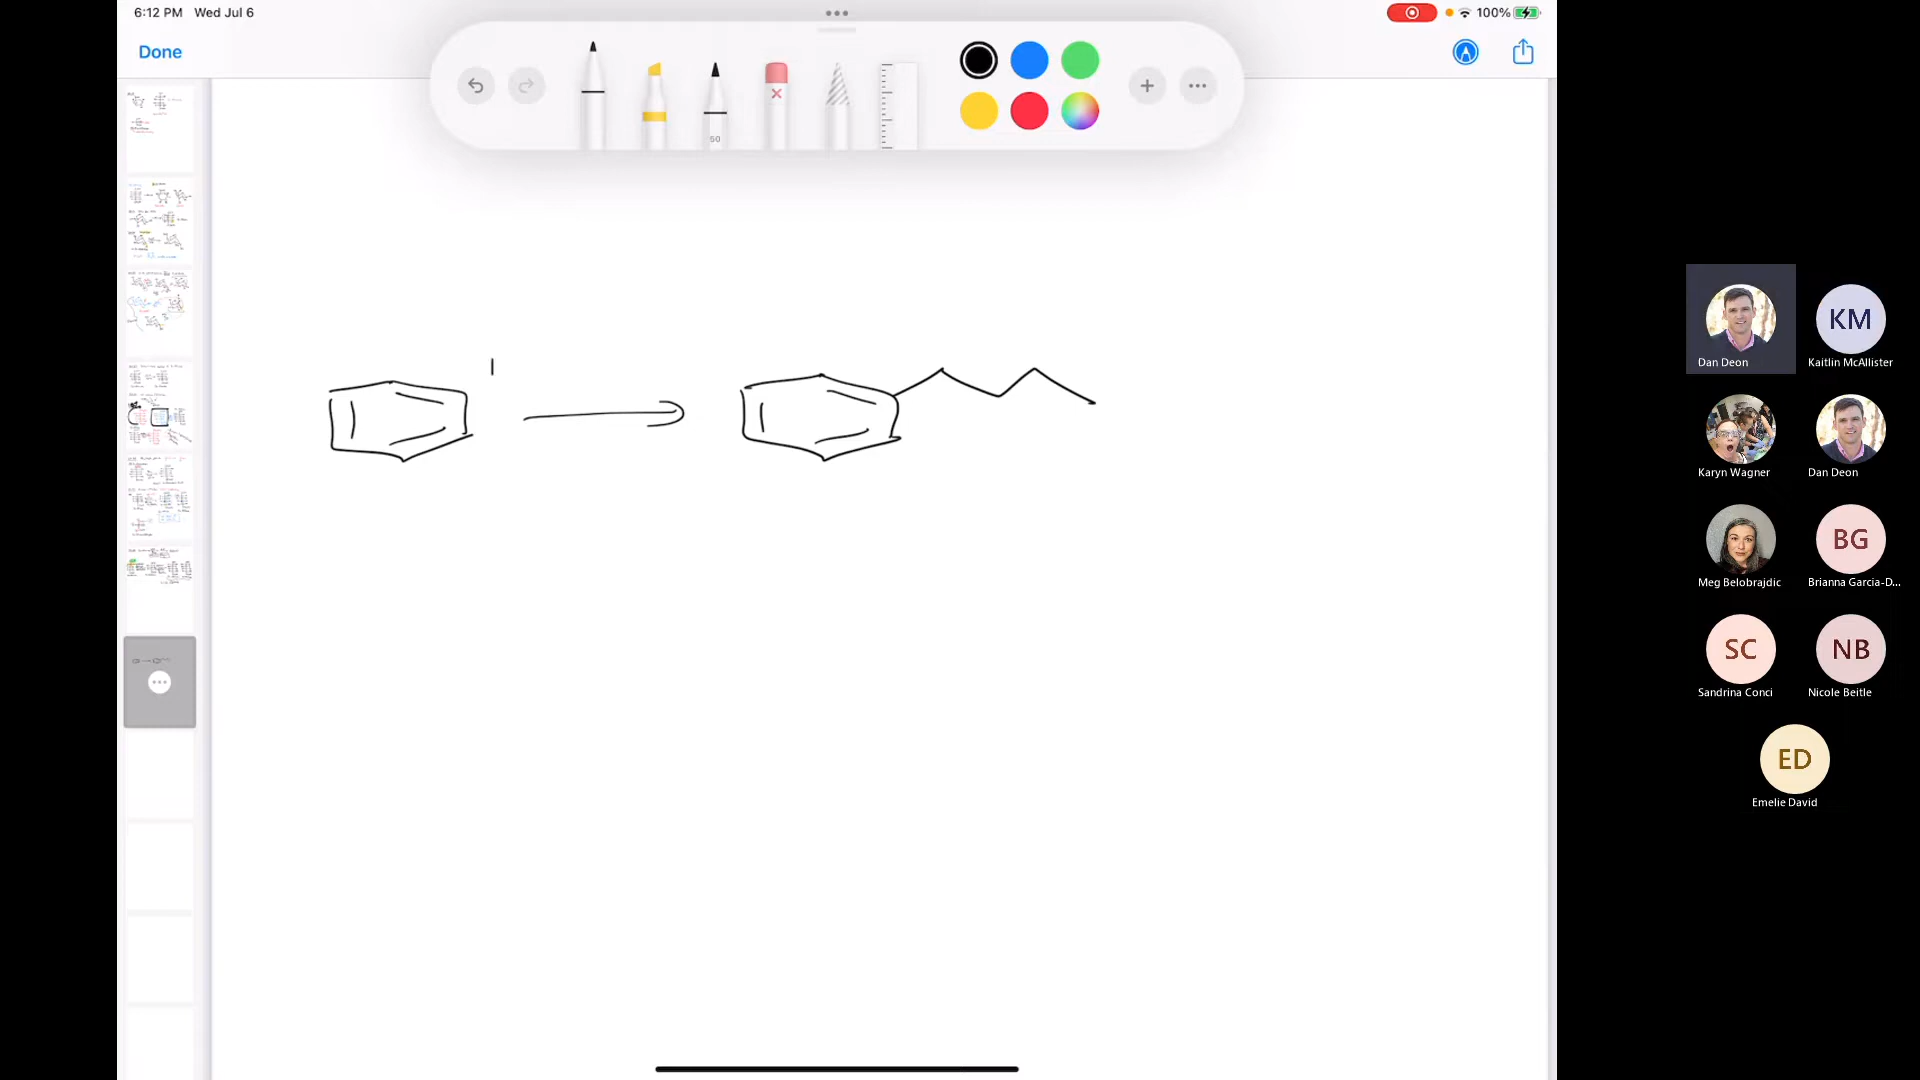 6:12 PM Wed Jul 6
100%
Done
50
Dan Deon
KM
Kaitlin McAllister
Karyn Wagner
Dan Deon
Meg Belobrajdic
BG
Brianna Garcia-D...
SC
Sandrina Conci
NB
Nicole Beitle
ED
Emelie David